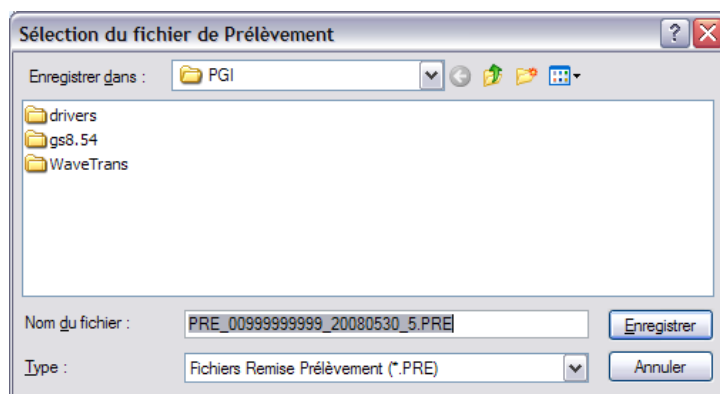 Sélection du fichier de Prélèvement
Enregistrer dans : PGI
drivers
gs8.54
WaveTrans
Nom du fichier : PRE_00999999999_20080530_5.PRE Enregistrer
Type : Fichiers Remise Prélèvement (*.PRE) Annuler